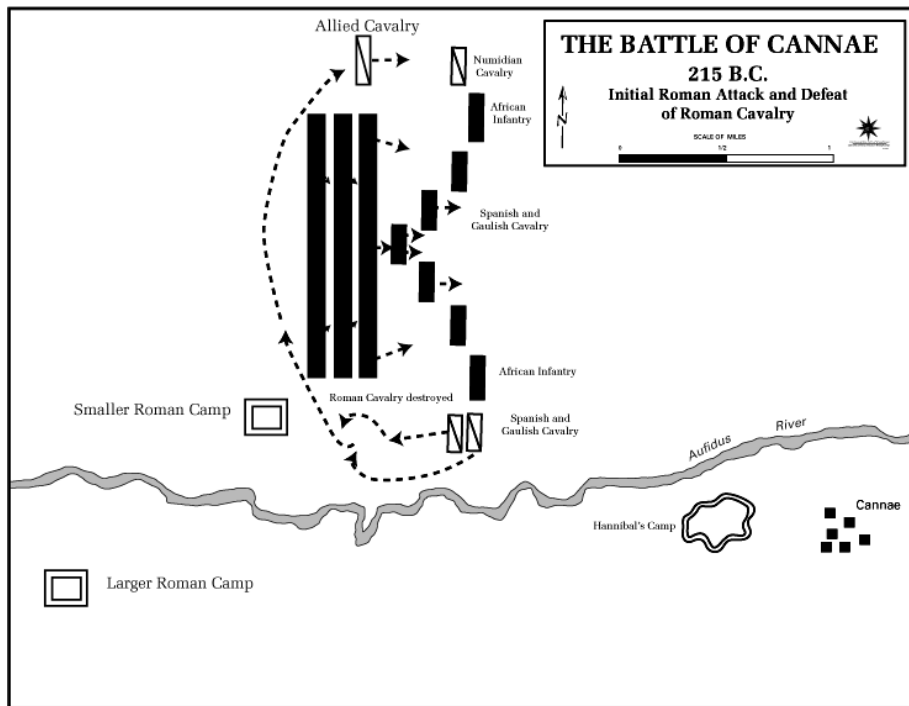 Allied Cavalry
THE BATTLE OF CANNAE
215 B.C.
Initial Roman Attack and Defeat
of Roman Cavalry
N
SCALE OF MILES
0 1/2 1
Numidian
Cavalry
African
Infantry
Spanish and
Gaulish Cavalry
African Infantry
Roman Cavalry destroyed
Smaller Roman Camp
Spanish and
Gaulish Cavalry
Aufidus River
Hannibal's Camp
Cannae
Larger Roman Camp